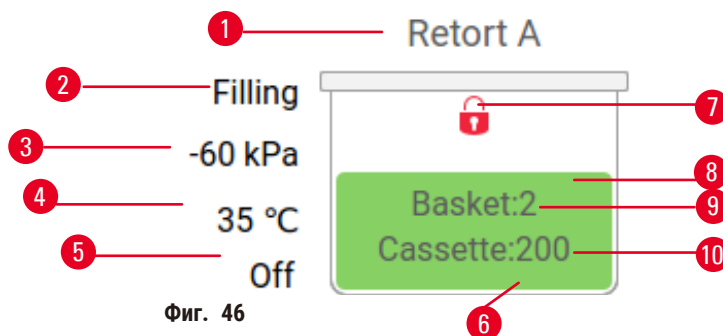 1 Retort A
2 Filling
7
3 -60 kPa
8
4 35 °C
Basket:2 9
5 Off
Cassette:200 10
Фиг. 46
6